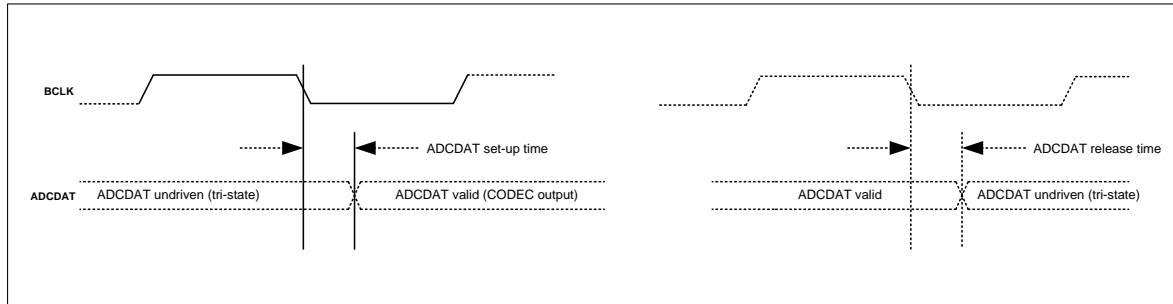 BCLK
ADCDAT set-up time
ADCDAT release time
ADCDAT
ADCDAT undriven (tri-state)
ADCDAT valid (CODEC output)
ADCDAT valid
ADCDAT undriven (tri-state)